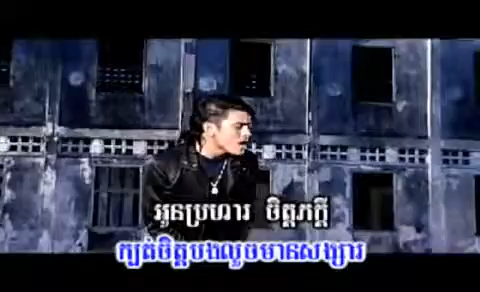 អូនប្រហារ ចិត្តភក្ដី
ក្បត់ចិត្តបងលួចមានសង្សារ